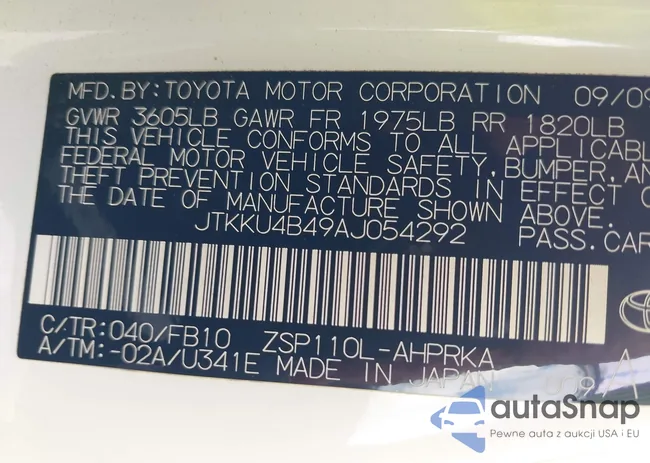 MFD.BY:TOYOTA MOTOR CORPORATION 09/09
GVWR 3605LB GAWR FR 1975LB RR 1820LB
THIS VEHICLE CONFORMS TO ALL APPLICABL
FEDERAL MOTOR VEHICLE SAFETY, BUMPER, AN
THEFT PREVENTION STANDARDS IN EFFECT O
THE DATE OF MANUFACTURE SHOWN ABOVE.
JTKKU4B49AJ054292 PASS.CAR
C/TR:040/FB10 ZSP110L-AHPRKA
A/TM:-02A/U341E MADE IN JAPAN
autaSnap
Pewne auta z aukcji USA i EU